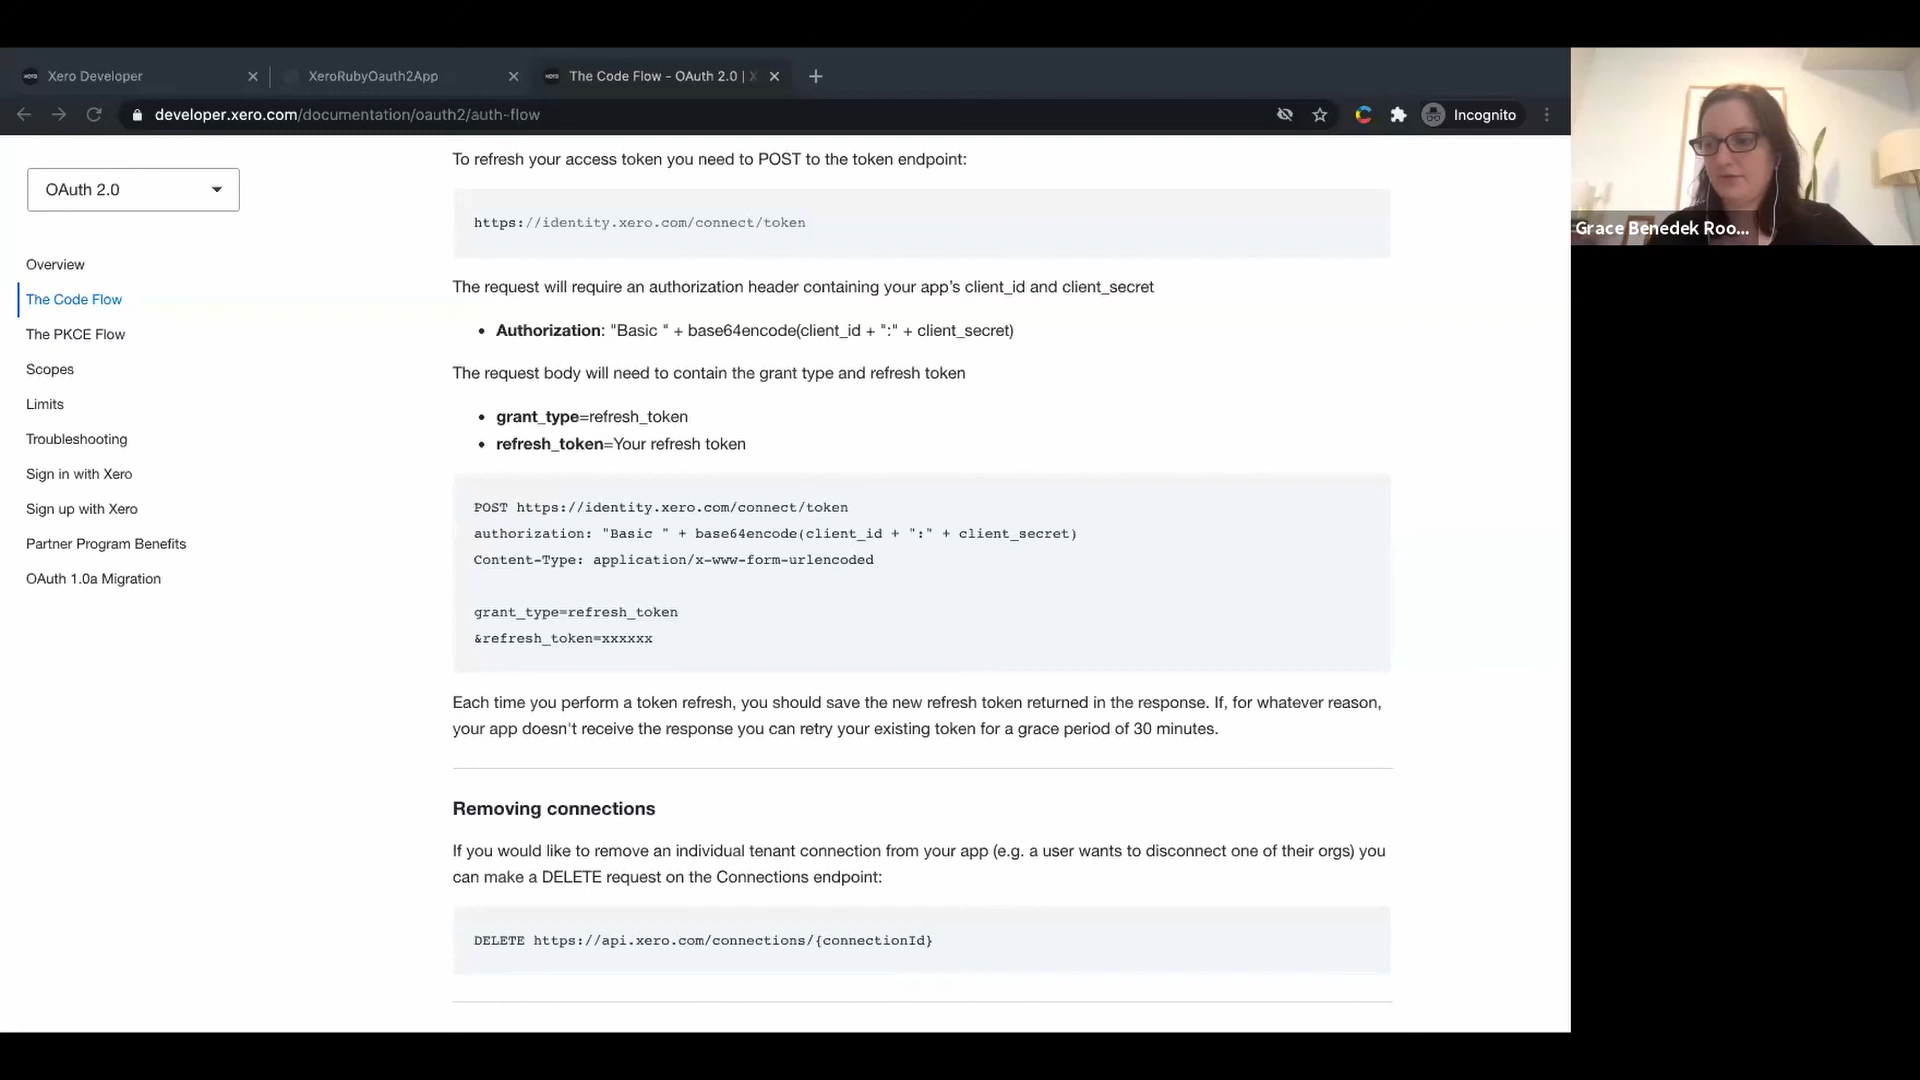 Xero Developer
XeroRubyOauth2App
The Code Flow - OAuth 2.0 | X
developer.xero.com/documentation/oauth2/auth-flow
Incognito
Grace Benedek Roo...
OAuth 2.0
Overview
The Code Flow
The PKCE Flow
Scopes
Limits
Troubleshooting
Sign in with Xero
Sign up with Xero
Partner Program Benefits
OAuth 1.0a Migration
To refresh your access token you need to POST to the token endpoint:
https://identity.xero.com/connect/token
The request will require an authorization header containing your app's client_id and client_secret
• Authorization: "Basic " + base64encode(client_id + ":" + client_secret)
The request body will need to contain the grant type and refresh token
• grant_type=refresh_token
• refresh_token=Your refresh token
POST https://identity.xero.com/connect/token
authorization: "Basic " + base64encode(client_id + ":" + client_secret)
Content-Type: application/x-www-form-urlencoded
grant_type=refresh_token
&refresh_token=xxxxxx
Each time you perform a token refresh, you should save the new refresh token returned in the response. If, for whatever reason,
your app doesn't receive the response you can retry your existing token for a grace period of 30 minutes.
Removing connections
If you would like to remove an individual tenant connection from your app (e.g. a user wants to disconnect one of their orgs) you
can make a DELETE request on the Connections endpoint:
DELETE https://api.xero.com/connections/{connectionId}